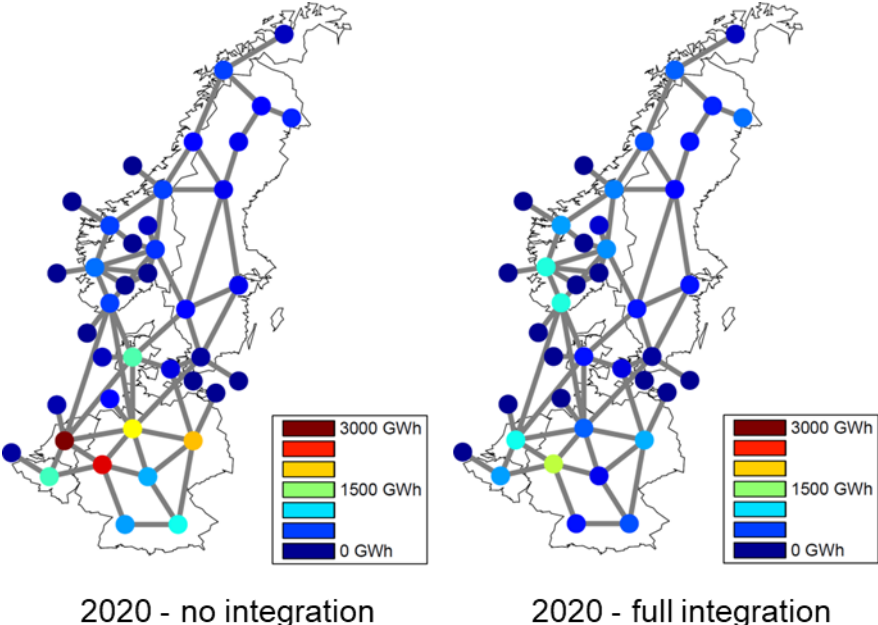 3000 GWh
1500 GWh
0 GWh
3000 GWh
1500 GWh
0 GWh
2020 - no integration
2020 - full integration